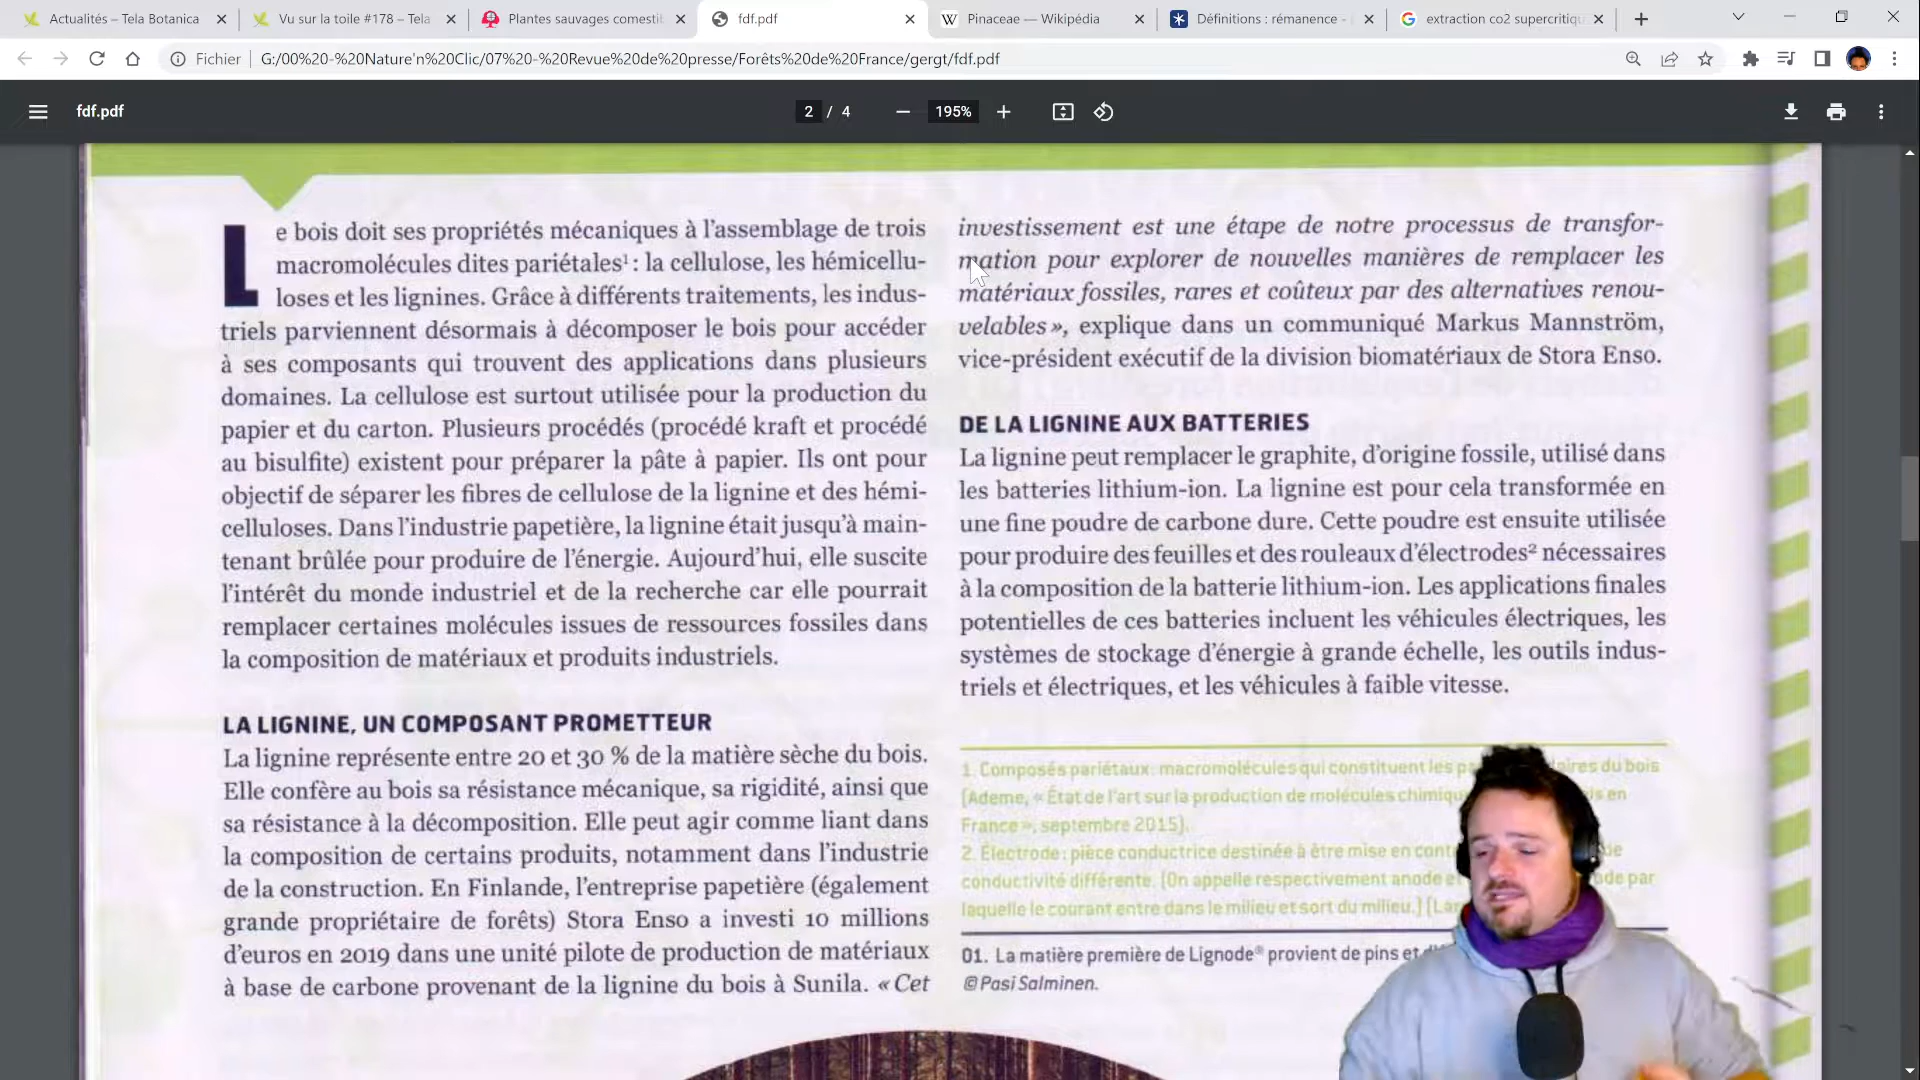 Actualités – Tela Botanica
Vu sur la toile #178 – Tela
Plantes sauvages comesti
fdf.pdf
Pinaceae — Wikipédia
Définitions : rémanence -
extraction co2 supercritiqu
Fichier
G:/00%20-%20Nature'n%20Clic/07%20-%20Revue%20de%20presse/Forêts%20de%20France/gergt/fdf.pdf
fdf.pdf
2 / 4
195%
Le bois doit ses propriétés mécaniques à l'assemblage de trois
macromolécules dites pariétales¹ : la cellulose, les hémicellu-
loses et les lignines. Grâce à différents traitements, les indus-
triels parviennent désormais à décomposer le bois pour accéder
à ses composants qui trouvent des applications dans plusieurs
domaines. La cellulose est surtout utilisée pour la production du
papier et du carton. Plusieurs procédés (procédé kraft et procédé
au bisulfite) existent pour préparer la pâte à papier. Ils ont pour
objectif de séparer les fibres de cellulose de la lignine et des hémi-
celluloses. Dans l'industrie papetière, la lignine était jusqu'à main-
tenant brûlée pour produire de l'énergie. Aujourd'hui, elle suscite
l'intérêt du monde industriel et de la recherche car elle pourrait
remplacer certaines molécules issues de ressources fossiles dans
la composition de matériaux et produits industriels.
LA LIGNINE, UN COMPOSANT PROMETTEUR
La lignine représente entre 20 et 30 % de la matière sèche du bois.
Elle confère au bois sa résistance mécanique, sa rigidité, ainsi que
sa résistance à la décomposition. Elle peut agir comme liant dans
la composition de certains produits, notamment dans l'industrie
de la construction. En Finlande, l'entreprise papetière (également
grande propriétaire de forêts) Stora Enso a investi 10 millions
d'euros en 2019 dans une unité pilote de production de matériaux
à base de carbone provenant de la lignine du bois à Sunila. « Cet
investissement est une étape de notre processus de transfor-
mation pour explorer de nouvelles manières de remplacer les
matériaux fossiles, rares et coûteux par des alternatives renou-
velables », explique dans un communiqué Markus Mannström,
vice-président exécutif de la division biomatériaux de Stora Enso.
DE LA LIGNINE AUX BATTERIES
La lignine peut remplacer le graphite, d'origine fossile, utilisé dans
les batteries lithium-ion. La lignine est pour cela transformée en
une fine poudre de carbone dure. Cette poudre est ensuite utilisée
pour produire des feuilles et des rouleaux d'électrodes² nécessaires
à la composition de la batterie lithium-ion. Les applications finales
potentielles de ces batteries incluent les véhicules électriques, les
systèmes de stockage d'énergie à grande échelle, les outils indus-
triels et électriques, et les véhicules à faible vitesse.
1. Composés pariétaux : macromolécules qui constituent les du bois
(Ademe, « État de l'art sur la production de molécules en
France », septembre 2015).
2. Électrode : pièce conductrice destinée à être mise en
conductivité différente. (On appelle respectivement anode par
laquelle le courant entre dans le milieu et sort du milieu.)
01. La matière première de Lignode® provient de pins et
© Pasi Salminen.